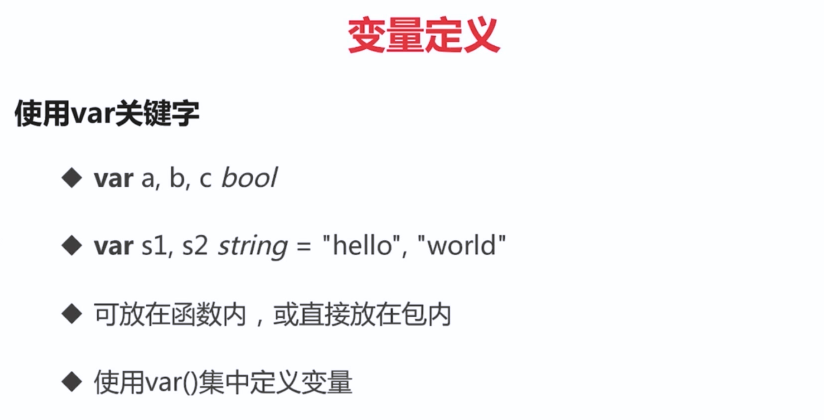 变量定义
使用var关键字
◆ var a, b, c bool
◆ var s1, s2 string = "hello", "world"
◆ 可放在函数内，或直接放在包内
◆ 使用var()集中定义变量